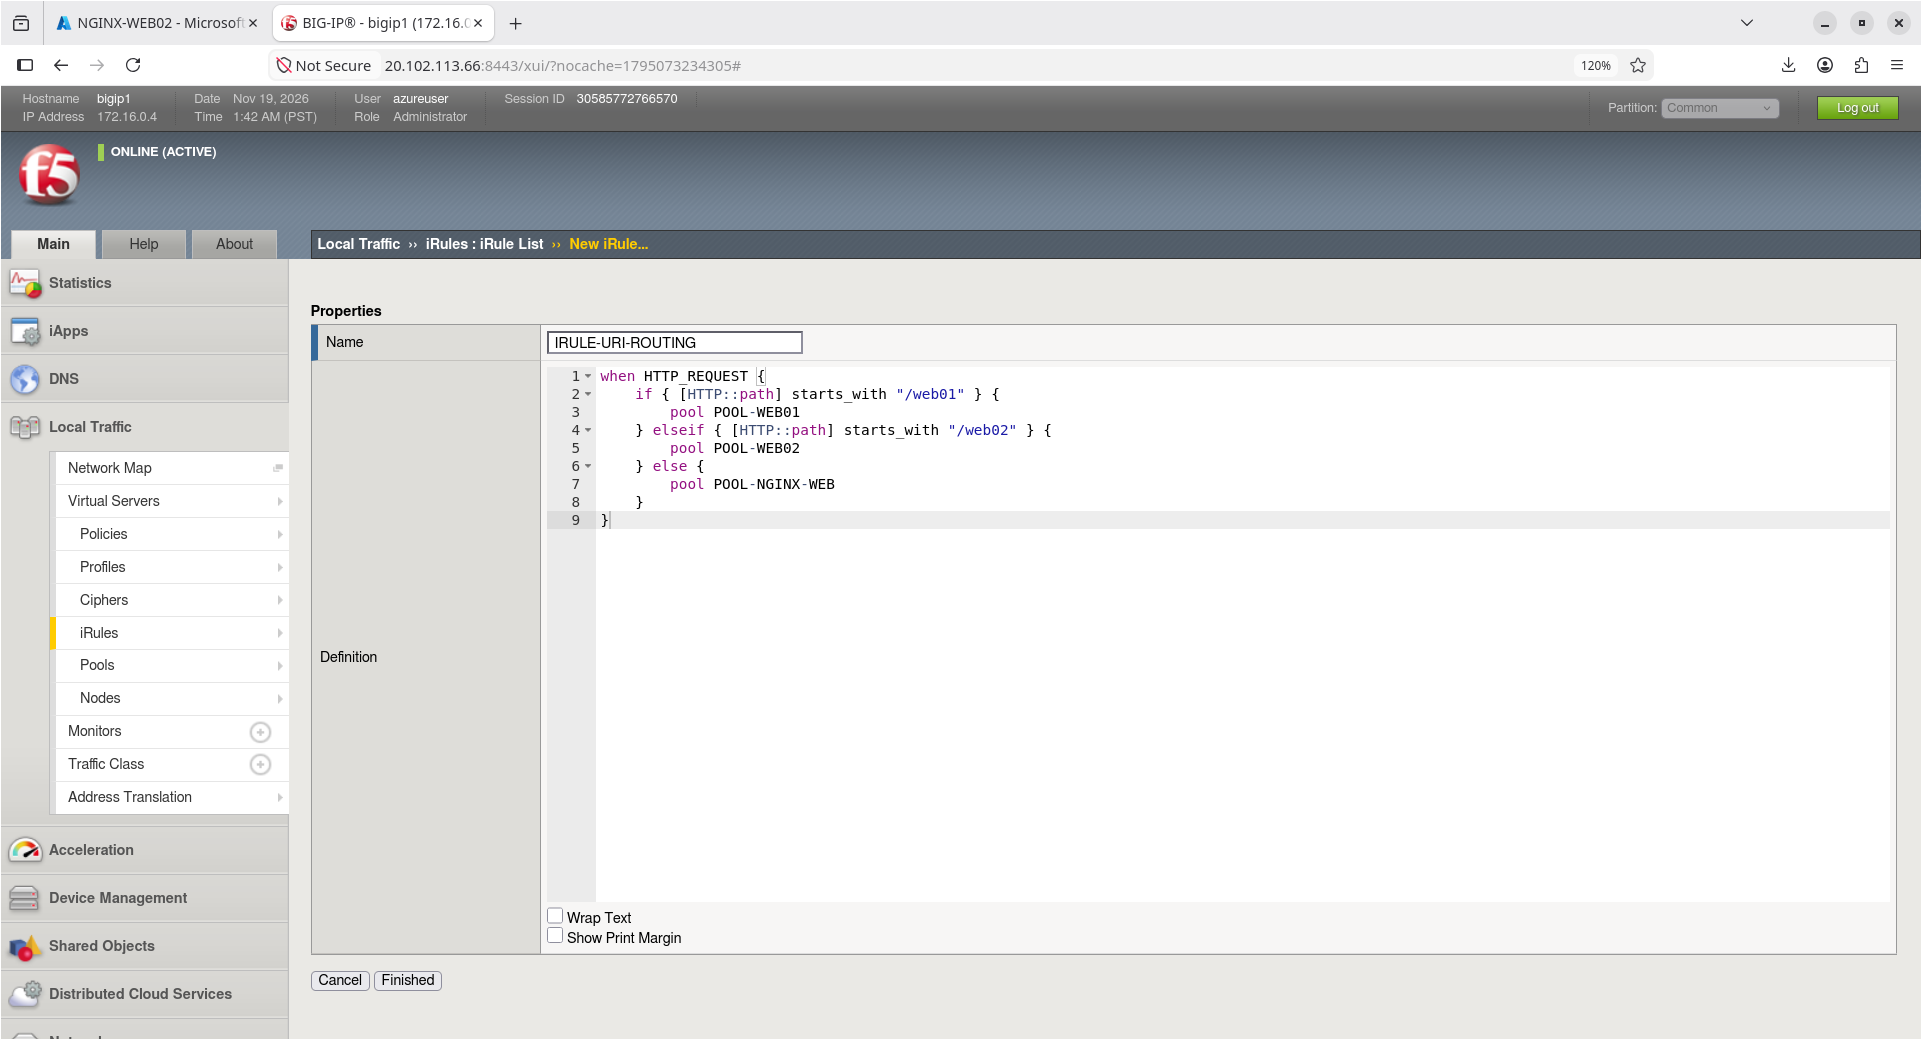 NGINX-WEB02 - Microsoft
BIG-IP® - bigip1 (172.16.0
Not Secure 20.102.113.66:8443/xui/?nocache=1795073234305# 120%
Hostname bigip1 Date Nov 19, 2026 User azureuser Session ID 30585772766570
IP Address 172.16.0.4 Time 1:42 AM (PST) Role Administrator
Partition: Common Log out
f5
ONLINE (ACTIVE)
Main Help About
Local Traffic ›› iRules : iRule List ›› New iRule...
Statistics
iApps
DNS
Local Traffic
Network Map
Virtual Servers
Policies
Profiles
Ciphers
iRules
Pools
Nodes
Monitors
Traffic Class
Address Translation
Acceleration
Device Management
Shared Objects
Distributed Cloud Services
Properties
Name IRULE-URI-ROUTING
Definition
1 when HTTP_REQUEST {
2     if { [HTTP::path] starts_with "/web01" } {
3         pool POOL-WEB01
4     } elseif { [HTTP::path] starts_with "/web02" } {
5         pool POOL-WEB02
6     } else {
7         pool POOL-NGINX-WEB
8     }
9 }
Wrap Text
Show Print Margin
Cancel Finished